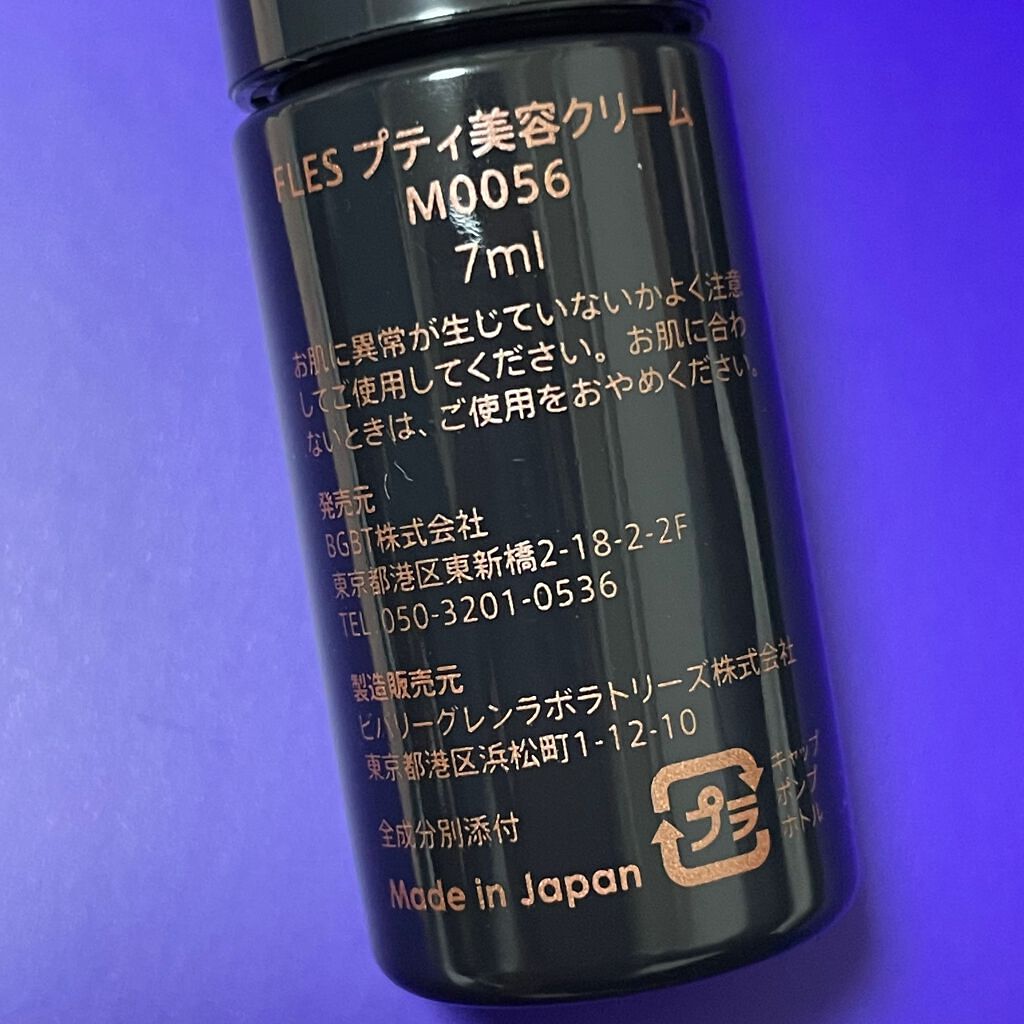 FLES プティ美容クリーム
M0056
7ml
お肌に異常が生じていないかよく注意
してご使用してください。お肌に合わ
ないときは、ご使用をおやめください。
発売元
BGBT株式会社
東京都港区東新橋2-18-2-2F
TEL 050-3201-0536
製造販売元
ビバリーグレンラボラトリーズ株式会社
東京都港区浜松町1-12-10
キャップ
ポンプ
ボトル
プラ
全成分別添付
Made in Japan